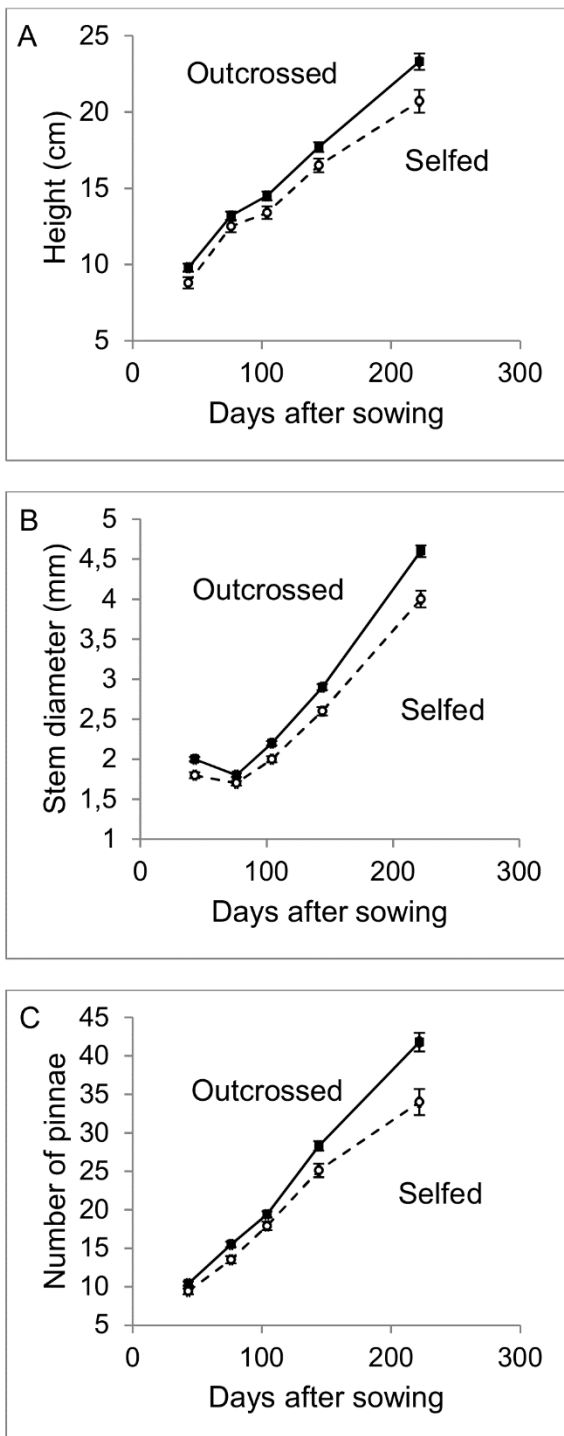 A
Height (cm)
25
20
15
10
5
Outcrossed
Selfed
0
100
200
300
Days after sowing
B
Stem diameter (mm)
5
4,5
4
3,5
3
2,5
2
1,5
1
Outcrossed
Selfed
0
100
200
300
Days after sowing
C
Number of pinnae
45
40
35
30
25
20
15
10
5
Outcrossed
Selfed
0
100
200
300
Days after sowing